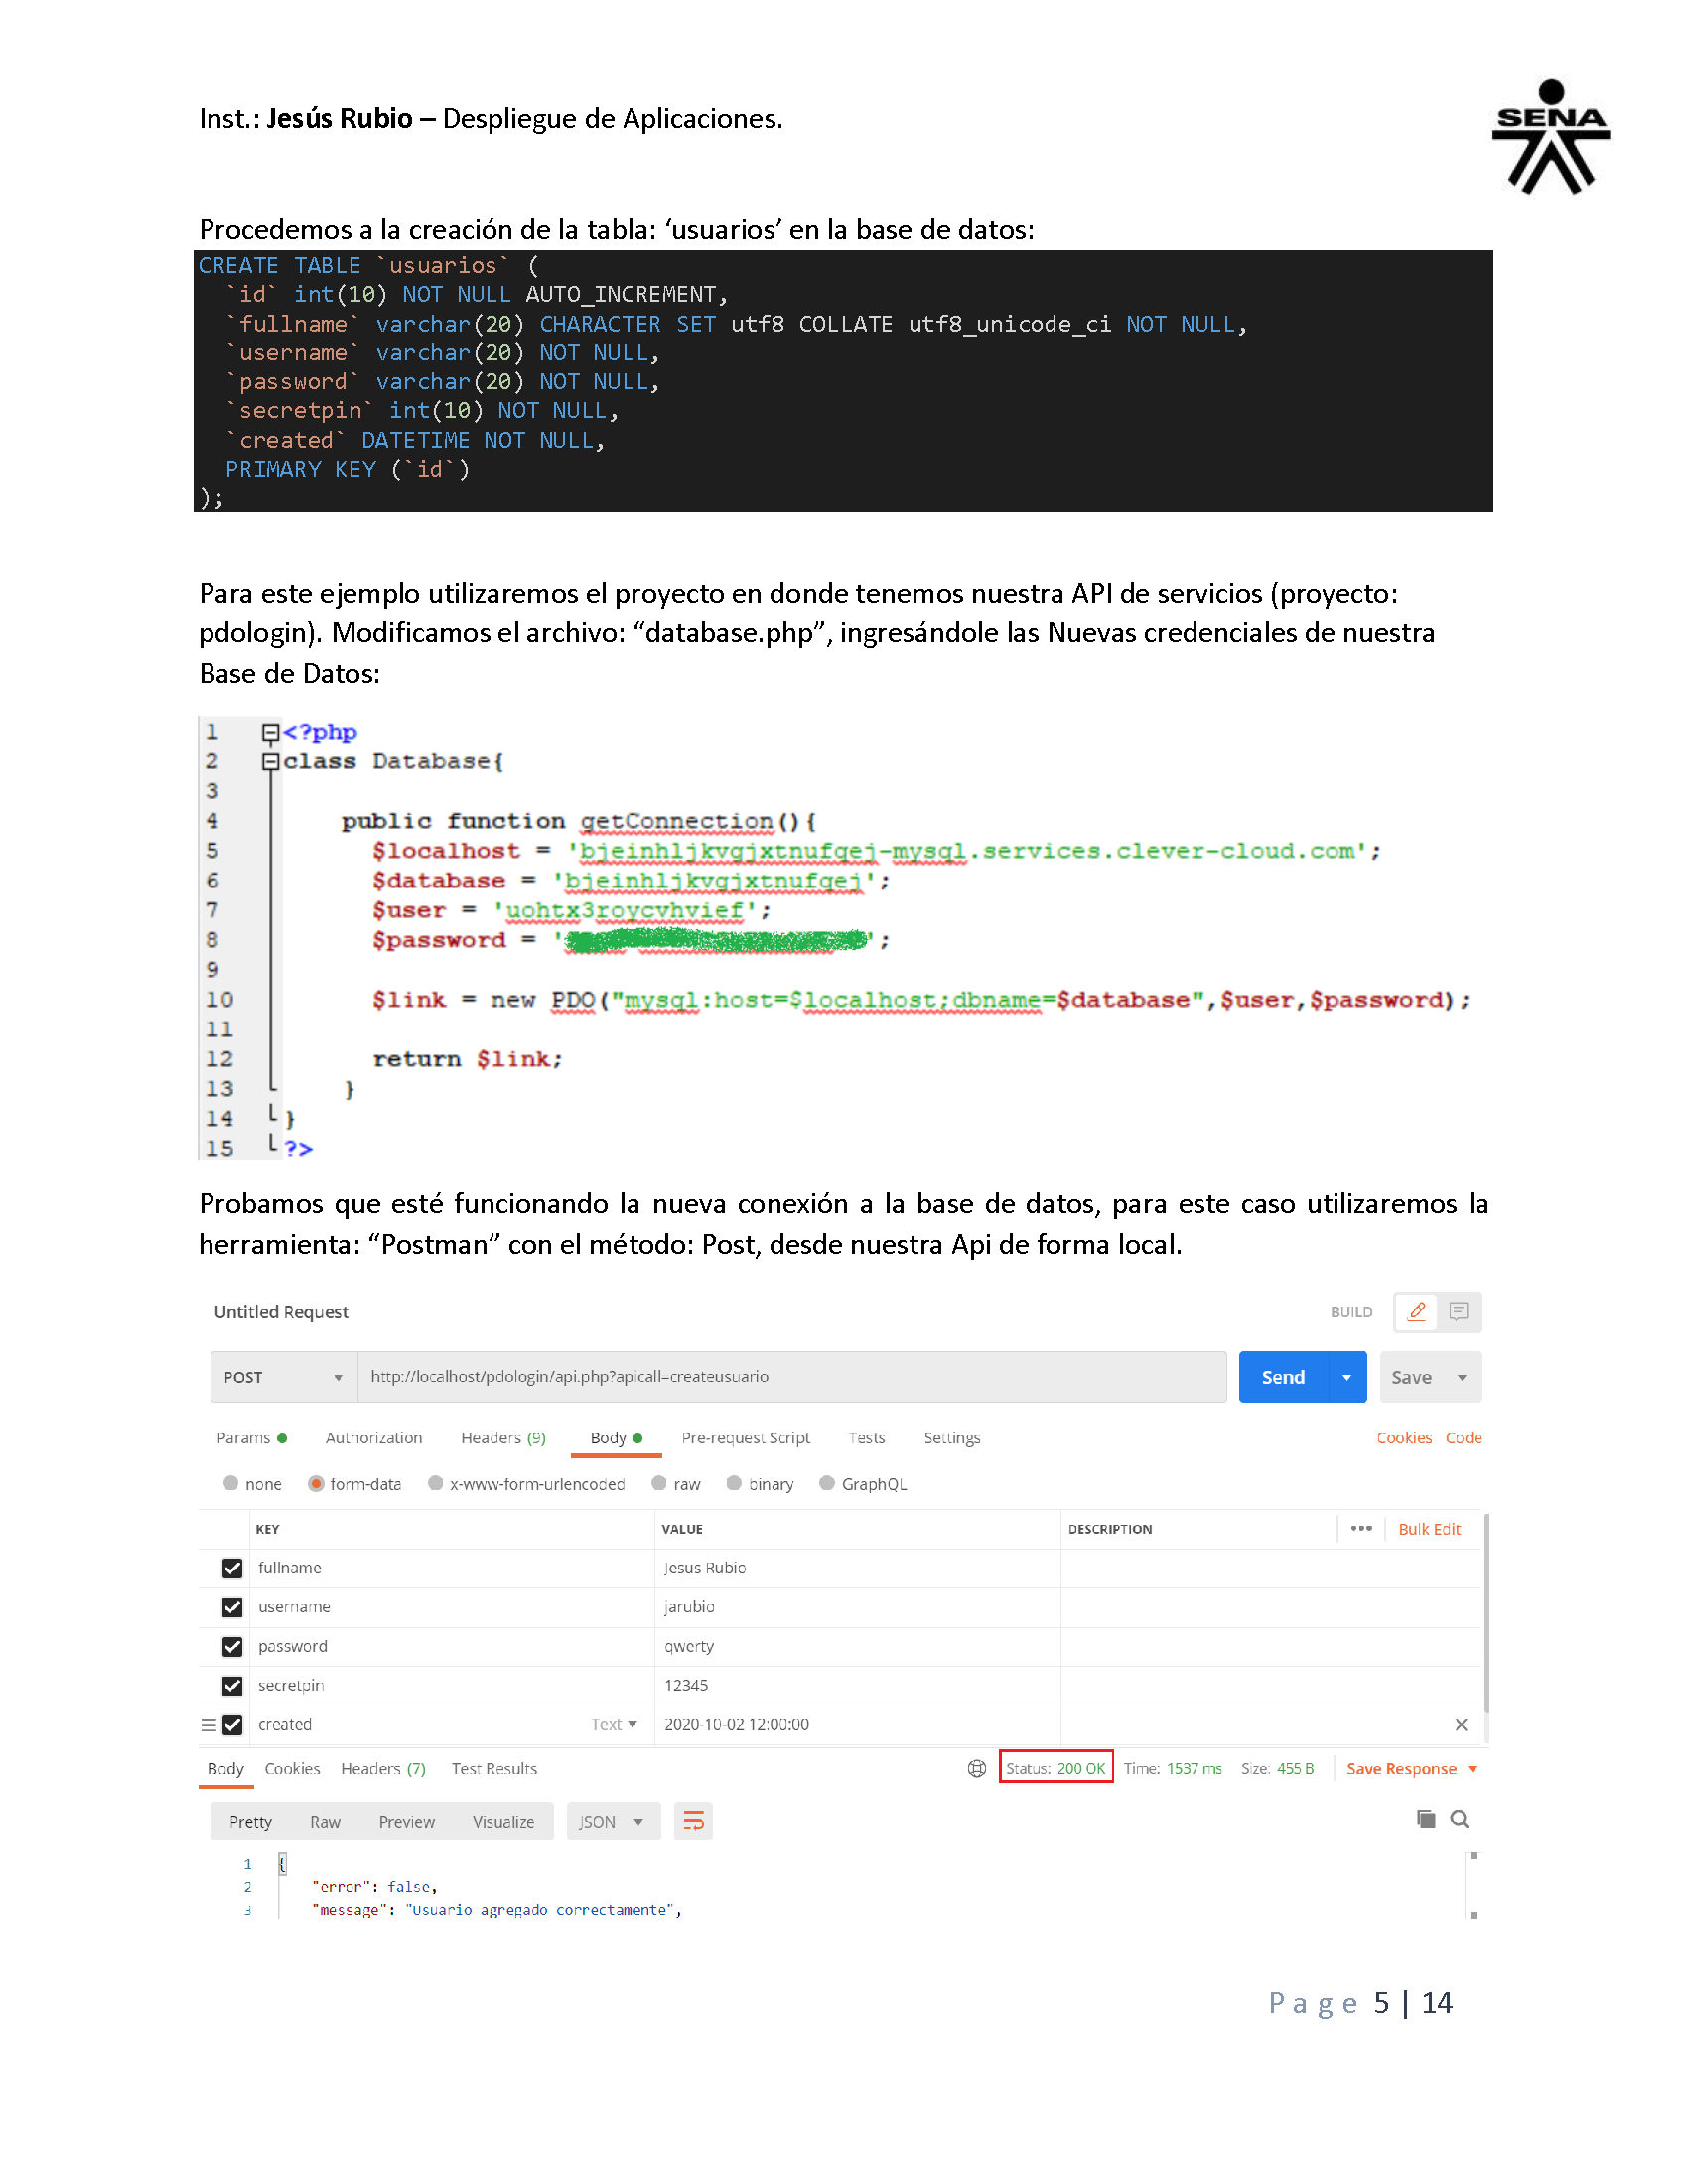 Inst.: Jesús Rubio – Despliegue de Aplicaciones.
SENA
Procedemos a la creación de la tabla: ‘usuarios’ en la base de datos:
CREATE TABLE `usuarios` (
`id` int(10) NOT NULL AUTO_INCREMENT,
`fullname` varchar(20) CHARACTER SET utf8 COLLATE utf8_unicode_ci NOT NULL,
`username` varchar(20) NOT NULL,
`password` varchar(20) NOT NULL,
`secretpin` int(10) NOT NULL,
`created` DATETIME NOT NULL,
PRIMARY KEY (`id`)
);
Para este ejemplo utilizaremos el proyecto en donde tenemos nuestra API de servicios (proyecto:
pdologin). Modificamos el archivo: “database.php”, ingresándole las Nuevas credenciales de nuestra
Base de Datos:
1 <?php
2 class Database{
3
4 public function getConnection(){
5 $localhost = 'bjeinhljkvgjxtnufqej-mysql.services.clever-cloud.com';
6 $database = 'bjeinhljkvgjxtnufqej';
7 $user = 'uohtx3roycvhvief';
8 $password = '';
9
10 $link = new PDO("mysql:host=$localhost;dbname=$database",$user,$password);
11
12 return $link;
13 }
14 }
15 ?>
Probamos que esté funcionando la nueva conexión a la base de datos, para este caso utilizaremos la
herramienta: “Postman” con el método: Post, desde nuestra Api de forma local.
Untitled Request BUILD
POST http://localhost/pdologin/api.php?apicall=createusuario Send Save
Params Authorization Headers (9) Body Pre-request Script Tests Settings Cookies Code
none form-data x-www-form-urlencoded raw binary GraphQL
KEY VALUE DESCRIPTION ••• Bulk Edit
fullname Jesus Rubio
username jarubio
password qwerty
secretpin 12345
created Text 2020-10-02 12:00:00
Body Cookies Headers (7) Test Results Status: 200 OK Time: 1537 ms Size: 455 B Save Response
Pretty Raw Preview Visualize JSON
1 {
2 "error": false,
3 "message": "Usuario agregado correctamente",
Page 5 | 14